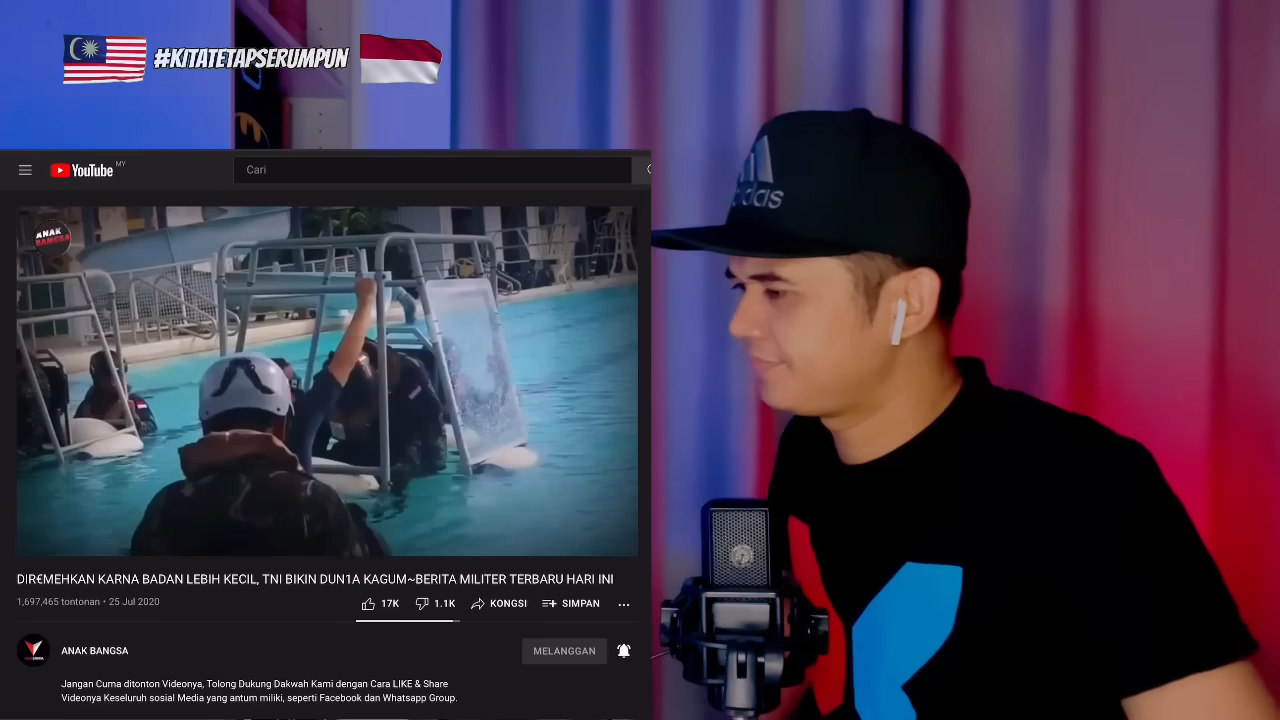 #KITATETAPSERUMPUN
YouTube MY
Cari
adidas
ANAK
BANGSA
DIR€MEHKAN KARNA BADAN LEBIH KECIL, TNI BIKIN DUN1A KAGUM~BERITA MILITER TERBARU HARI INI
1,697,465 tontonan • 25 Jul 2020
17K
1.1K
KONGSI
SIMPAN
ANAK BANGSA
MELANGGAN
Jangan Cuma ditonton Videonya, Tolong Dukung Dakwah Kami dengan Cara LIKE & Share
Videonya Keseluruh sosial Media yang antum miliki, seperti Facebook dan Whatsapp Group.